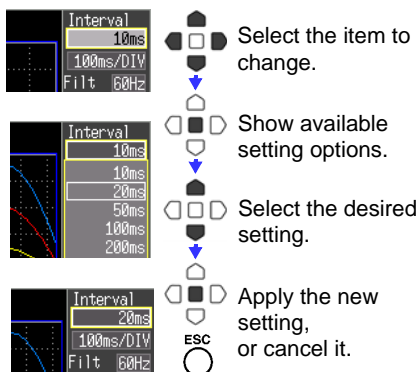 Interval
10ms
100ms/DIV
Filt 60Hz
Select the item to
change.
Interval
10ms
10ms
20ms
50ms
100ms
200ms
Show available
setting options.
Select the desired
setting.
Interval
20ms
100ms/DIV
Filt 60Hz
ESC
Apply the new
setting,
or cancel it.